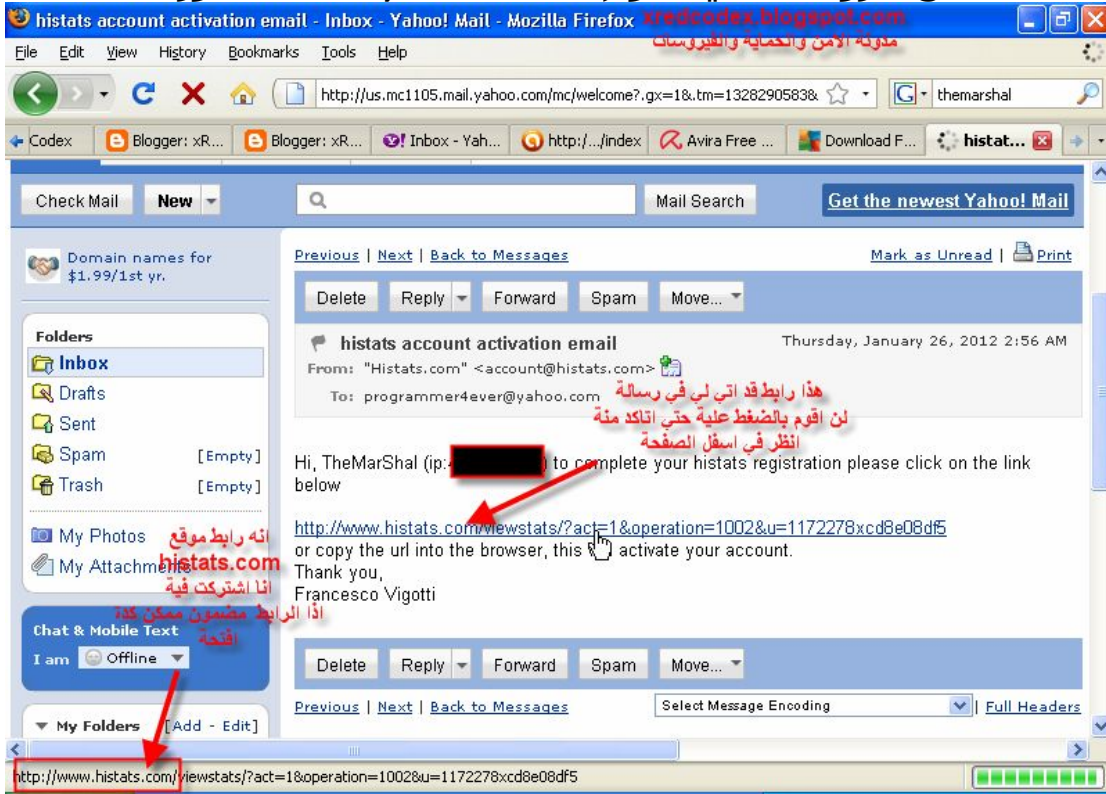 histats account activation email - Inbox - Yahoo! Mail - Mozilla Firefox
xredcodex.blogspot.com
مدونة الامن والحماية والفيروسات
File Edit View History Bookmarks Tools Help
http://us.mc1105.mail.yahoo.com/mc/welcome?.gx=1&.tm=1328290583&
themarshal
Codex
Blogger: xR...
Blogger: xR...
Inbox - Yah...
http:/.../index
Avira Free ...
Download F...
histat...
Check Mail
New
Mail Search
Get the newest Yahoo! Mail
Domain names for
$1.99/1st yr.
Folders
Inbox
Drafts
Sent
Spam [Empty]
Trash [Empty]
My Photos
My Attachments
انه رابط موقع
histats.com
انا اشتركت فية
اذا الرابط مضمون ممكن كدة
افتحة
Chat & Mobile Text
I am Offline
My Folders [Add - Edit]
Previous | Next | Back to Messages
Mark as Unread | Print
Delete Reply Forward Spam Move...
histats account activation email
Thursday, January 26, 2012 2:56 AM
From: "Histats.com" <account@histats.com>
To: programmer4ever@yahoo.com
هذا رابط قد اتي لي في رسالة
لن اقوم بالضغط علية حتي اتاكد منة
انظر في اسفل الصفحة
Hi, TheMarShal (ip: ) to complete your histats registration please click on the link
below
http://www.histats.com/viewstats/?act=1&operation=1002&u=1172278xcd8e08df5
or copy the url into the browser, this activate your account.
Thank you,
Francesco Vigotti
Delete Reply Forward Spam Move...
Previous | Next | Back to Messages
Select Message Encoding
| Full Headers
http://www.histats.com/viewstats/?act=1&operation=1002&u=1172278xcd8e08df5